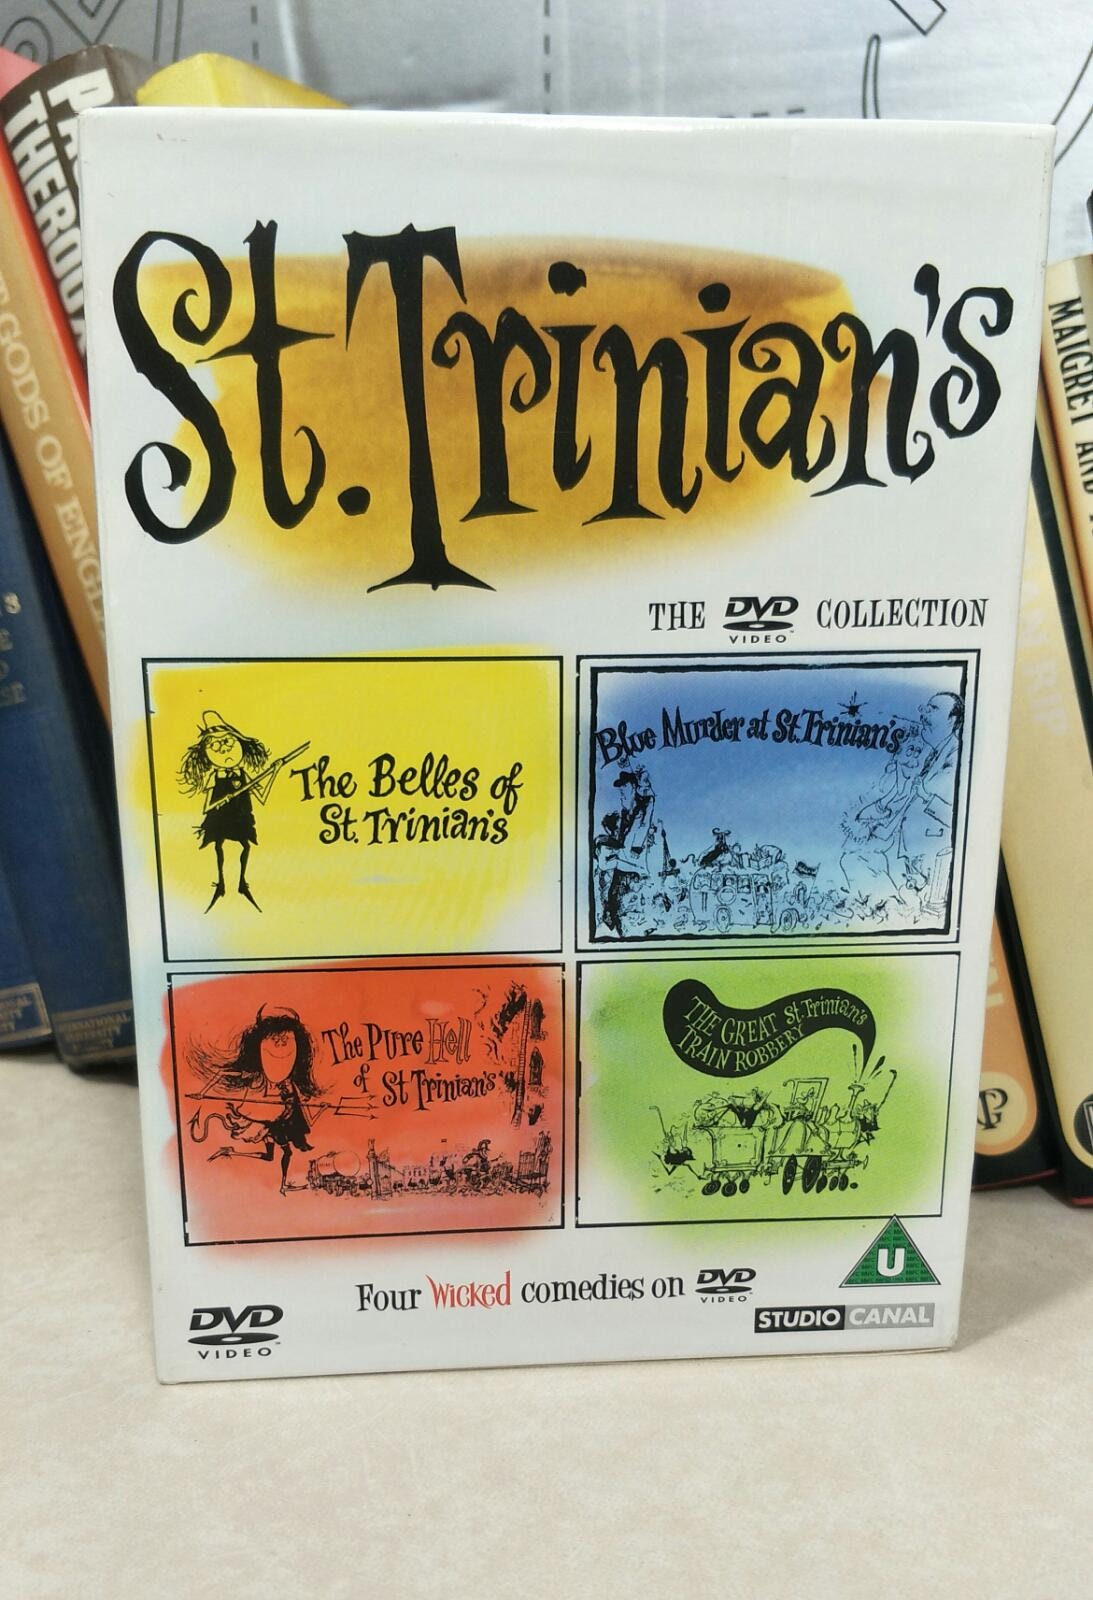 PA
THEROUX
GODS OF ENGL
INTERNATIONAL
MAIGRET AND
St. Trinian's
THE DVD VIDEO COLLECTION
The Belles of
St. Trinian's
Blue Murder at St. Trinian's
The Pure Hell
of St Trinian's
THE GREAT St. Trinian's
TRAIN ROBBERY
Four Wicked comedies on DVD VIDEO
U
DVD
VIDEO
STUDIO CANAL